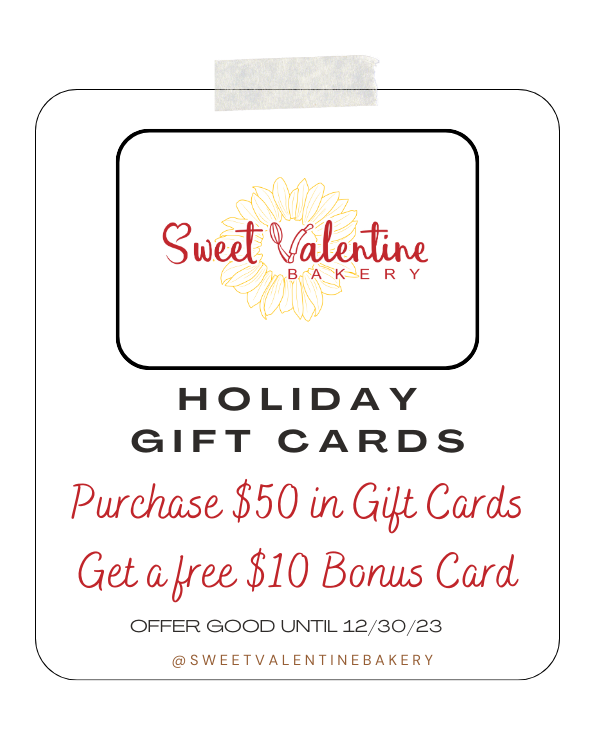 Sweet Valentine
BAKERY
HOLIDAY
GIFT CARDS
Purchase $50 in Gift Cards
Get a free $10 Bonus Card
OFFER GOOD UNTIL 12/30/23
@SWEETVALENTINEBAKERY